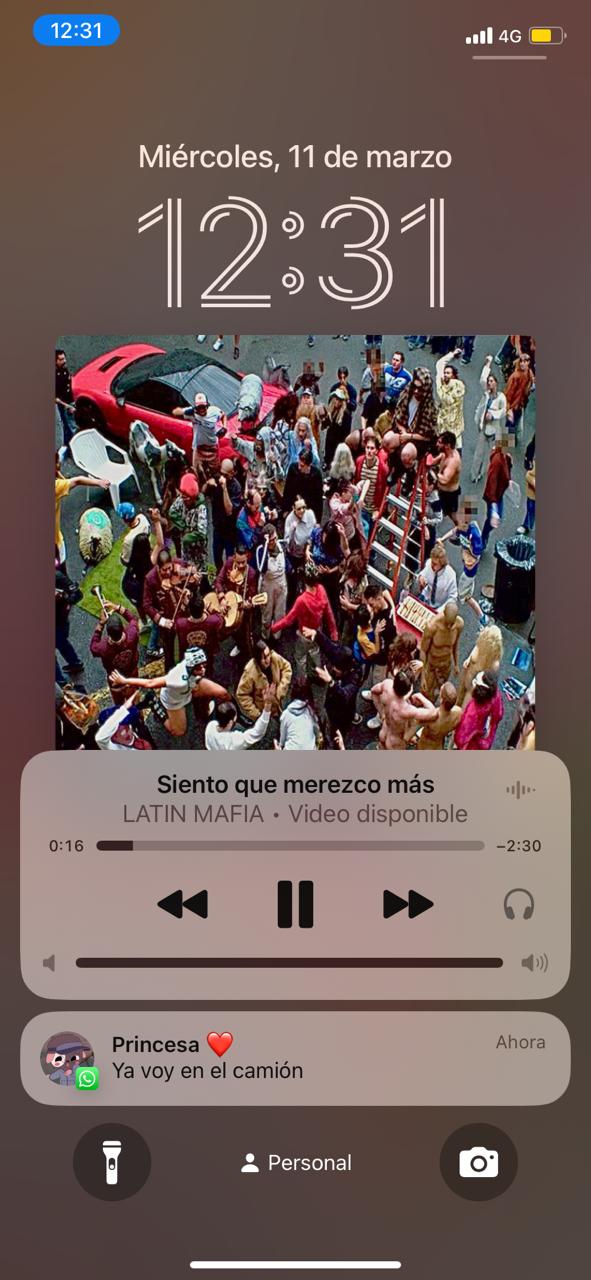 12:31
4G
Miércoles, 11 de marzo
12:31
Siento que merezco más
LATIN MAFIA • Video disponible
0:16
−2:30
Princesa ❤️
Ahora
Ya voy en el camión
Personal